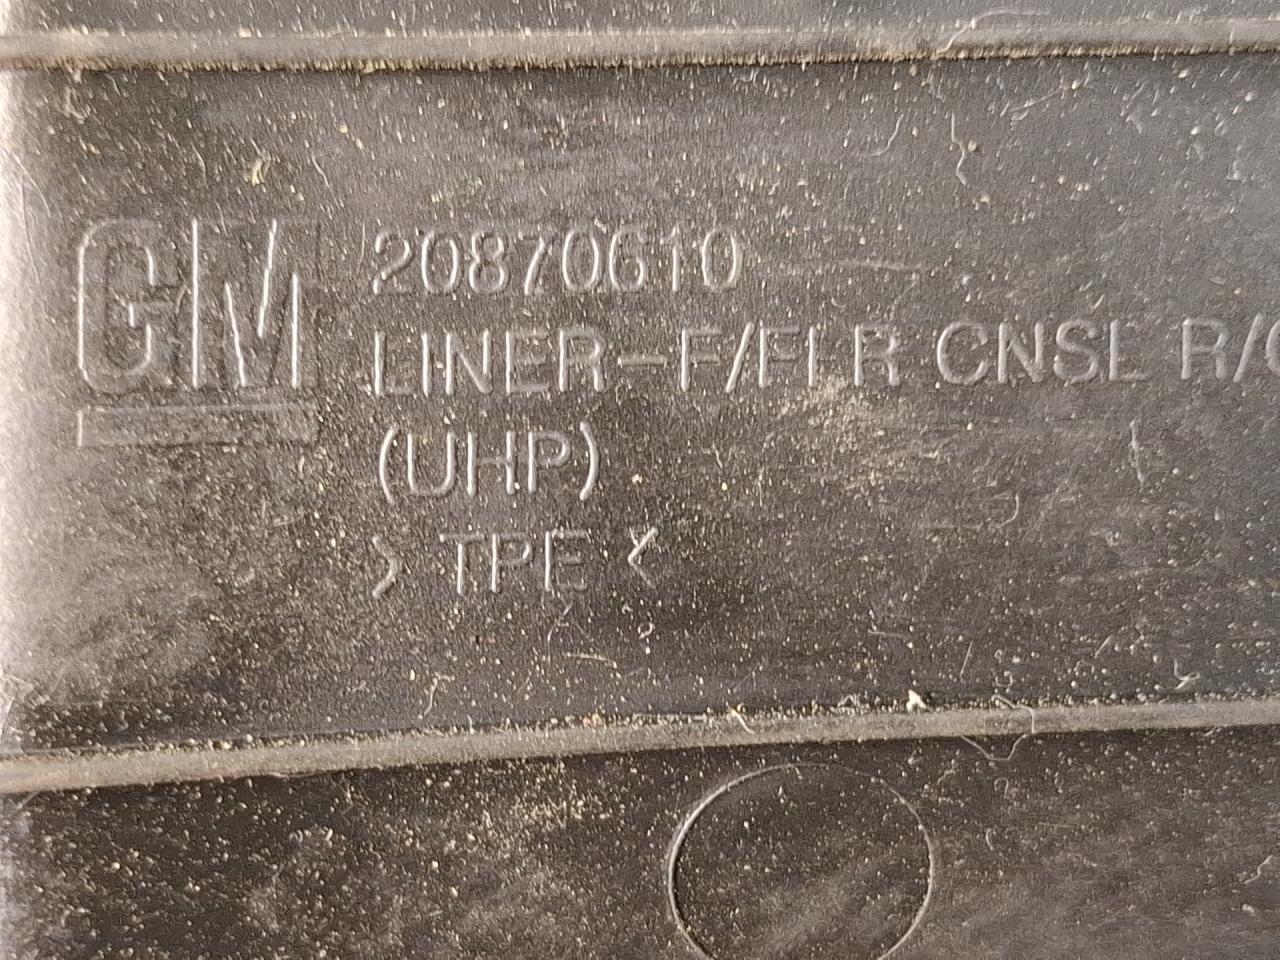 GM
20870610
LINER-F/FLR CNSL R/
(UHP)
> TPE <